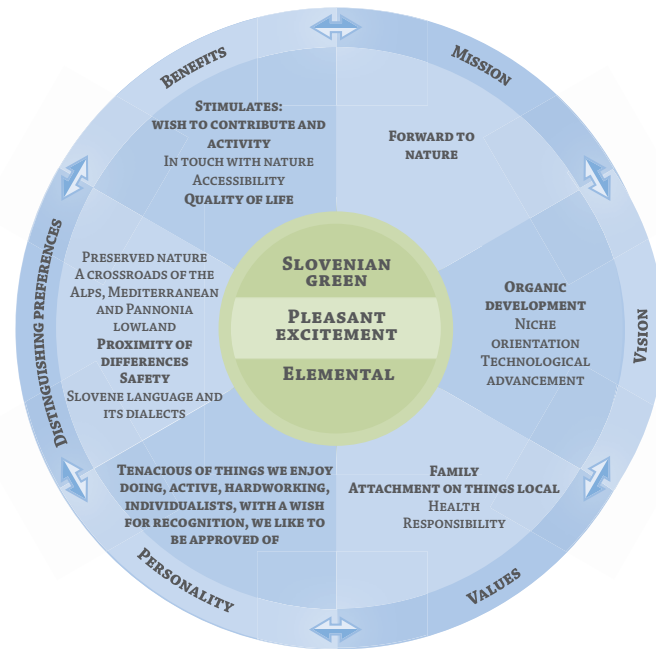 BENEFITS
STIMULATES:
WISH TO CONTRIBUTE AND
ACTIVITY
IN TOUCH WITH NATURE
ACCESSIBILITY
QUALITY OF LIFE
MISSION
FORWARD TO
NATURE
DISTINGUISHING PREFERENCES
PRESERVED NATURE
A CROSSROADS OF THE
ALPS, MEDITERRANEAN
AND PANNONIA
LOWLAND
PROXIMITY OF
DIFFERENCES
SAFETY
SLOVENE LANGUAGE AND
ITS DIALECTS
SLOVENIAN
GREEN
PLEASANT
EXCITEMENT
ELEMENTAL
VISION
ORGANIC
DEVELOPMENT
NICHE
ORIENTATION
TECHNOLOGICAL
ADVANCEMENT
PERSONALITY
TENACIOUS OF THINGS WE ENJOY
DOING, ACTIVE, HARDWORKING,
INDIVIDUALISTS, WITH A WISH
FOR RECOGNITION, WE LIKE TO
BE APPROVED OF
VALUES
FAMILY
ATTACHMENT ON THINGS LOCAL
HEALTH
RESPONSIBILITY